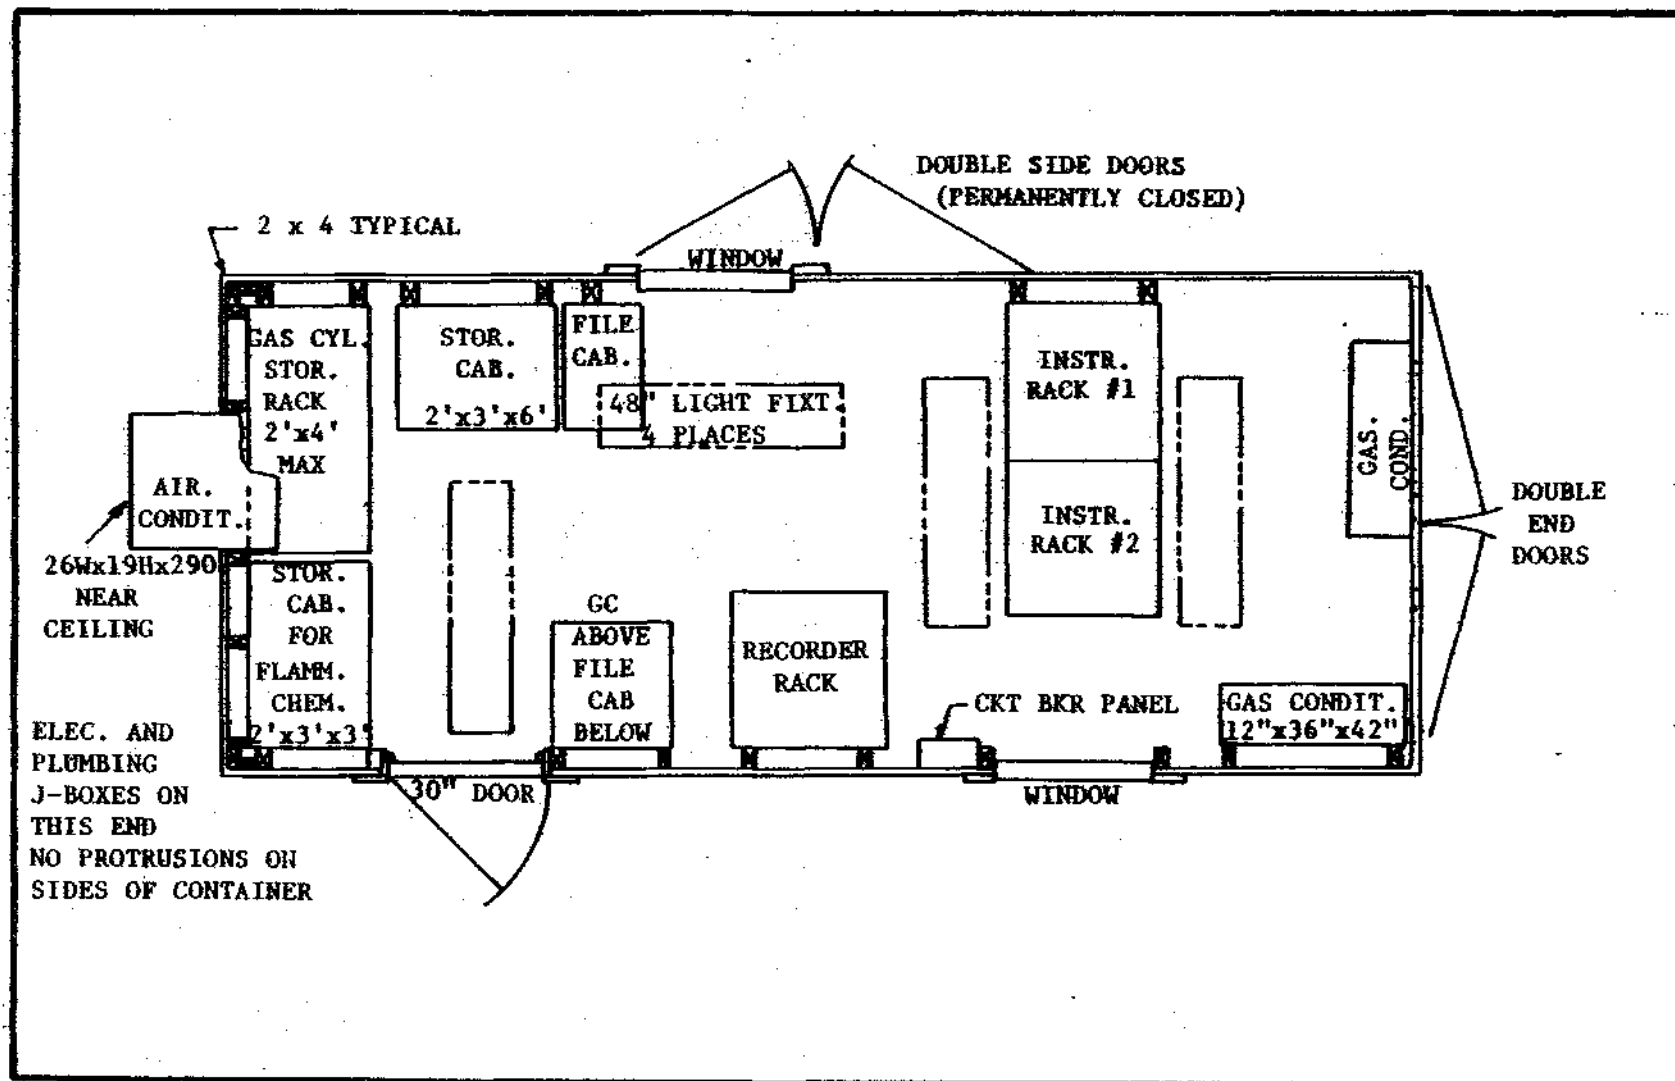 DOUBLE SIDE DOORS
(PERMANENTLY CLOSED)
2 x 4 TYPICAL
WINDOW
GAS CYL.
STOR.
RACK
2'x4'
MAX
STOR.
CAB.
2'x3'x6'
FILE
CAB.
48" LIGHT FIXT.
4 PLACES
INSTR.
RACK #1
INSTR.
RACK #2
GAS.
COND.
DOUBLE
END
DOORS
AIR.
CONDIT.
26Wx19Hx290
NEAR
CEILING
STOR.
CAB.
FOR
FLAMM.
CHEM.
2'x3'x3'
GC
ABOVE
FILE
CAB
BELOW
RECORDER
RACK
CKT BKR PANEL
GAS CONDIT.
12"x36"x42"
30" DOOR
WINDOW
ELEC. AND
PLUMBING
J-BOXES ON
THIS END
NO PROTRUSIONS ON
SIDES OF CONTAINER